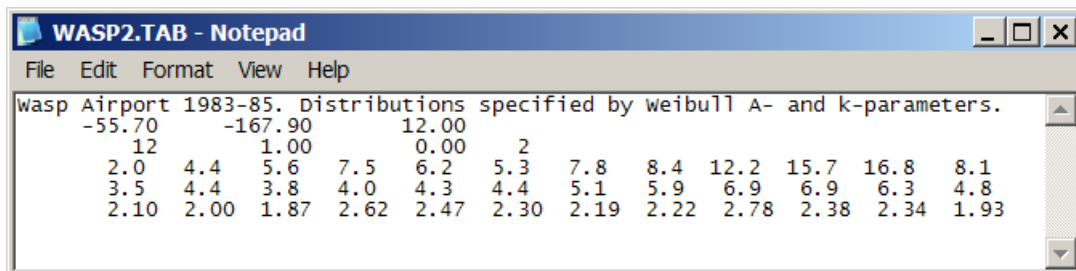 WASP2.TAB - Notepad
File Edit Format View Help
Wasp Airport 1983-85. Distributions specified by Weibull A- and k-parameters.
-55.70 -167.90 12.00
12 1.00 0.00 2
2.0 4.4 5.6 7.5 6.2 5.3 7.8 8.4 12.2 15.7 16.8 8.1
3.5 4.4 3.8 4.0 4.3 4.4 5.1 5.9 6.9 6.9 6.3 4.8
2.10 2.00 1.87 2.62 2.47 2.30 2.19 2.22 2.78 2.38 2.34 1.93